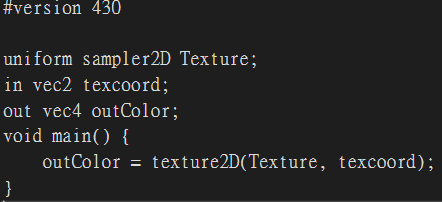 #version 430
uniform sampler2D Texture;
in vec2 texcoord;
out vec4 outColor;
void main() {
    outColor = texture2D(Texture, texcoord);
}